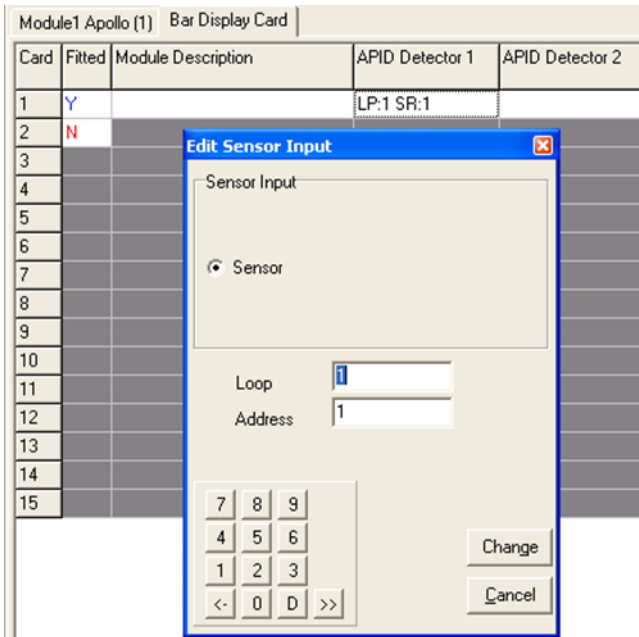 Module1 Apollo (1) Bar Display Card
Card Fitted Module Description APID Detector 1 APID Detector 2
1 Y LP:1 SR:1
2 N
3
4
5
6
7
8
9
10
11
12
13
14
15
Edit Sensor Input
Sensor Input
Sensor
Loop 1
Address 1
7 8 9
4 5 6
1 2 3
<- 0 D >>
Change
Cancel